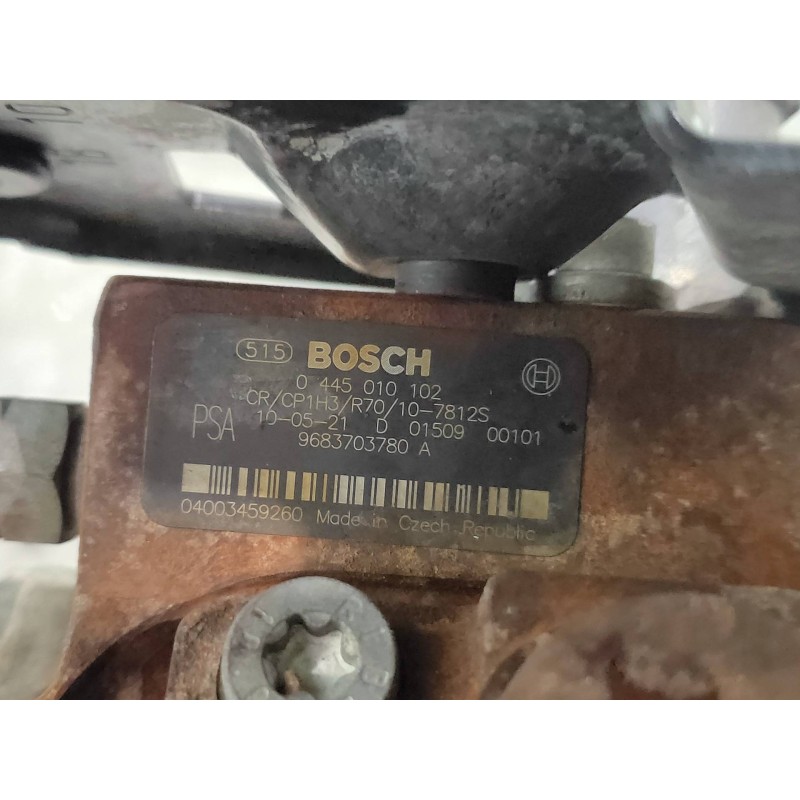 10
515 BOSCH
0 445 010 102
CR/CP1H3/R70/10-7812S
PSA 10-05-21 D 01509 00101
9683703780 A
04003459260 Made in Czech Republic